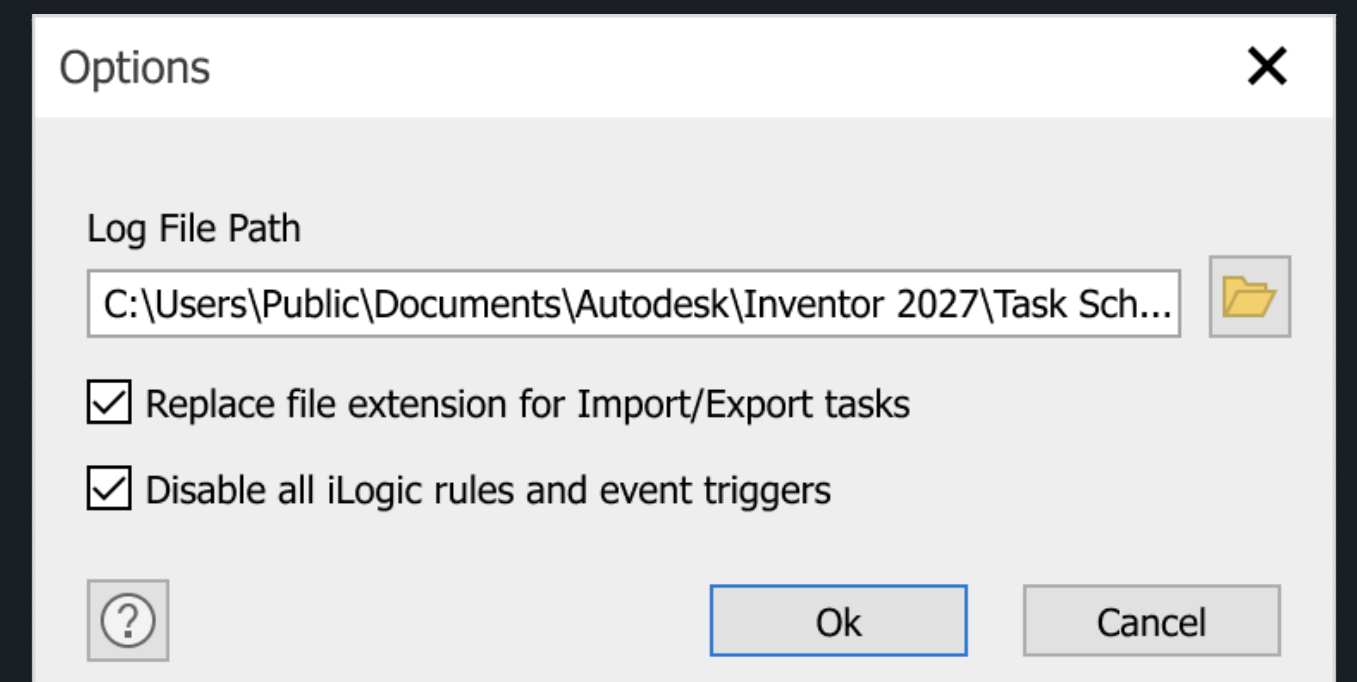 Options
Log File Path
C:\Users\Public\Documents\Autodesk\Inventor 2027\Task Sch...
Replace file extension for Import/Export tasks
Disable all iLogic rules and event triggers
? Ok Cancel